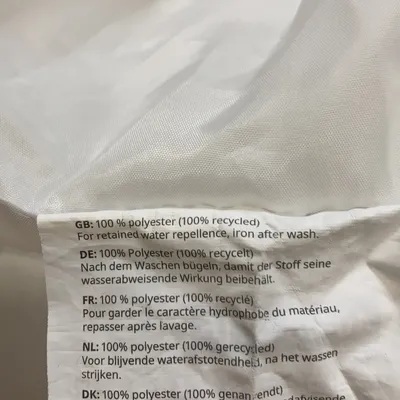 GB: 100 % polyester (100% recycled)
For retained water repellence, iron after wash.
DE: 100% Polyester (100% recycelt)
Nach dem Waschen bügeln, damit der Stoff seine
wasserabweisende Wirkung beibehält.
FR: 100 % polyester (100% recyclé)
Pour garder le caractère hydrophobe du matériau,
repasser après lavage.
NL: 100% polyester (100% gerecycled)
Voor blijvende waterafstotendheid, na het wassen
strijken.
DK: 100% polyester (100% genanvendt)